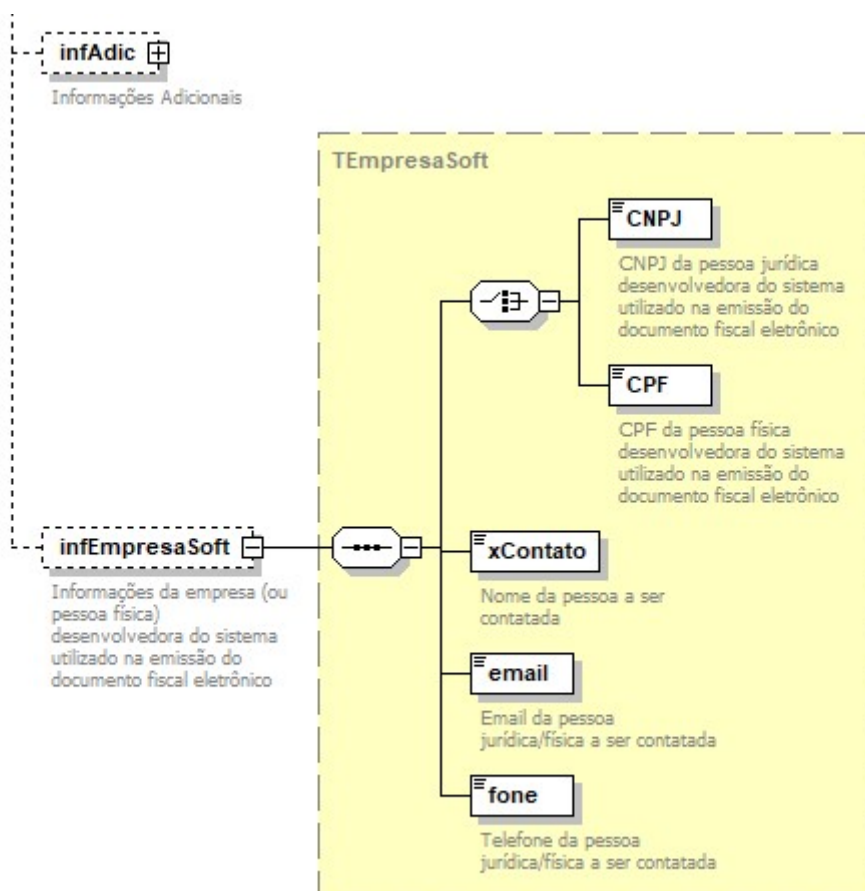 infAdic
Informações Adicionais
TEmpresaSoft
CNPJ
CNPJ da pessoa jurídica
desenvolvedora do sistema
utilizado na emissão do
documento fiscal eletrônico
CPF
CPF da pessoa física
desenvolvedora do sistema
utilizado na emissão do
documento fiscal eletrônico
infEmpresaSoft
Informações da empresa (ou
pessoa física)
desenvolvedora do sistema
utilizado na emissão do
documento fiscal eletrônico
xContato
Nome da pessoa a ser
contatada
email
Email da pessoa
jurídica/física a ser contatada
fone
Telefone da pessoa
jurídica/física a ser contatada